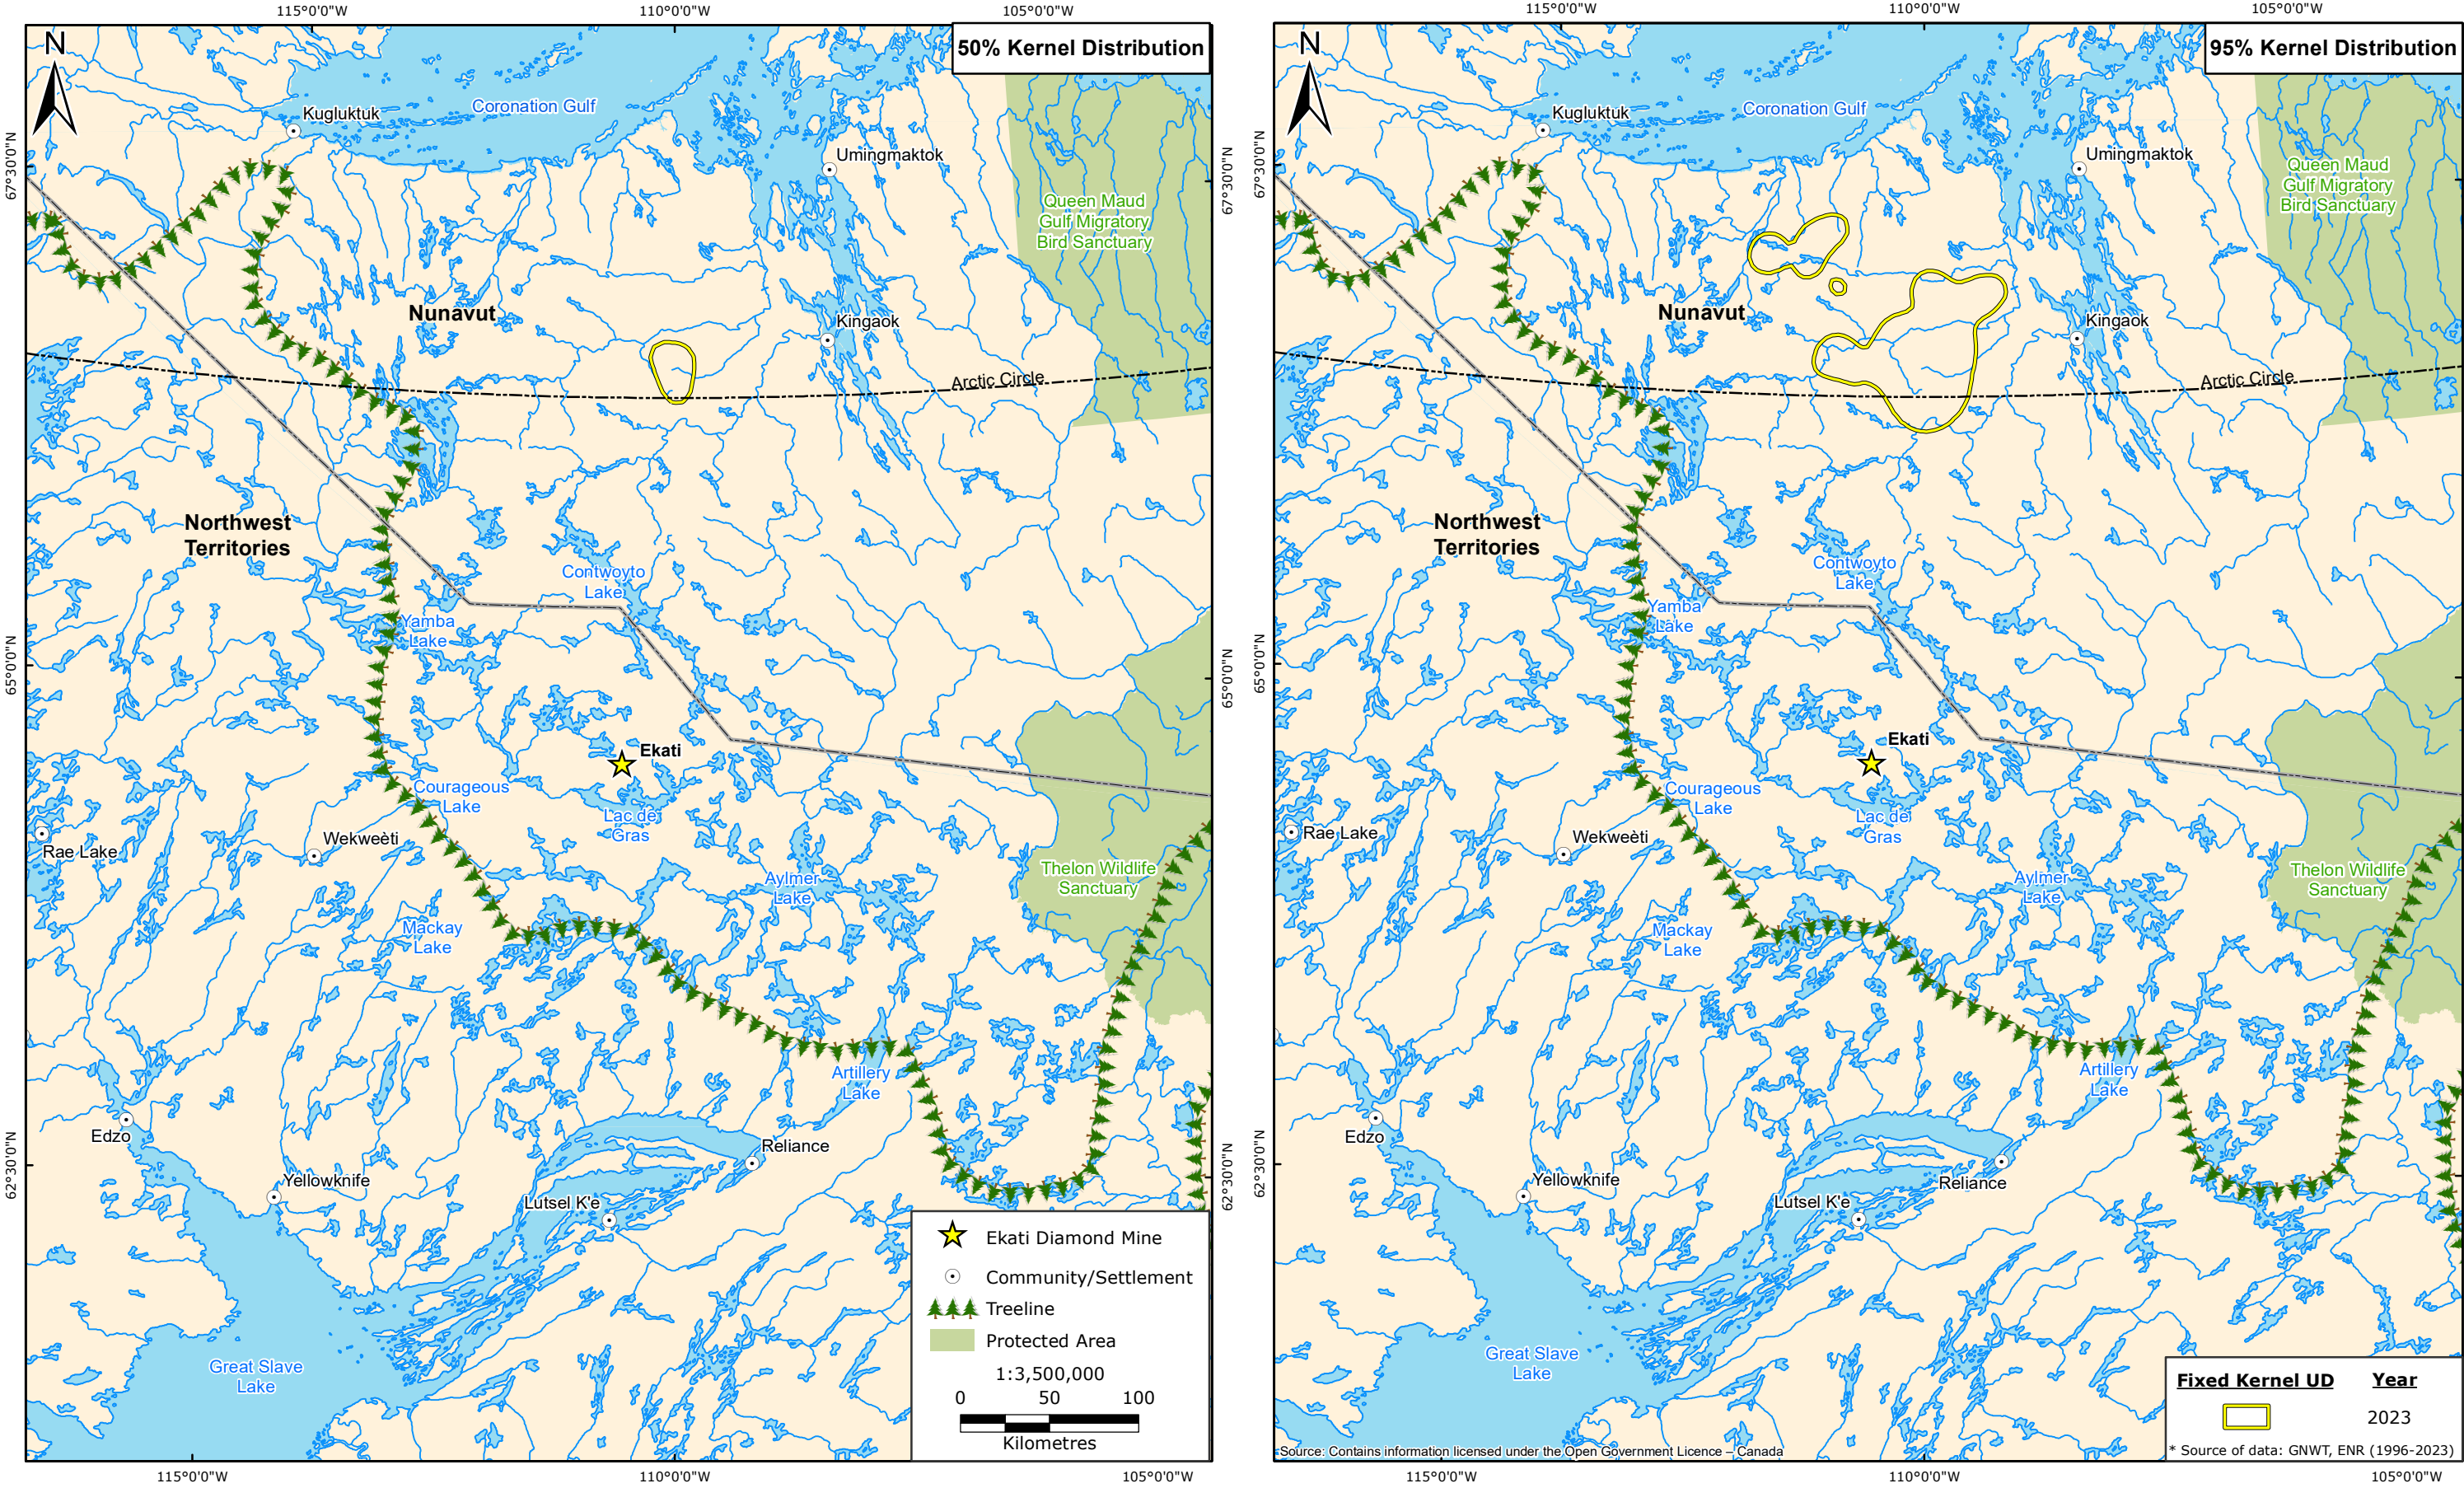 115°0'0"W
110°0'0"W
105°0'0"W
N
50% Kernel Distribution
Kugluktuk
Coronation Gulf
Umingmaktok
67°30'0"N
67°30'0"N
Queen Maud
Gulf Migratory
Bird Sanctuary
Nunavut
Kingaok
Arctic Circle
Northwest
Territories
Contwoyto
Lake
Yamba
Lake
65°0'0"N
65°0'0"N
Ekati
Courageous
Lake
Lac de
Gras
Rae Lake
Wekweèti
Aylmer
Lake
Thelon Wildlife
Sanctuary
Mackay
Lake
Artillery
Lake
Edzo
Reliance
62°30'0"N
62°30'0"N
Yellowknife
Lutsel K'e
Great Slave
Lake
Ekati Diamond Mine
Community/Settlement
Treeline
Protected Area
1:3,500,000
0 50 100
Kilometres
115°0'0"W
110°0'0"W
105°0'0"W
115°0'0"W
110°0'0"W
105°0'0"W
N
95% Kernel Distribution
Kugluktuk
Coronation Gulf
Umingmaktok
67°30'0"N
Queen Maud
Gulf Migratory
Bird Sanctuary
Nunavut
Kingaok
Arctic Circle
Northwest
Territories
Contwoyto
Lake
Yamba
Lake
65°0'0"N
Ekati
Courageous
Lake
Lac de
Gras
Rae Lake
Wekweèti
Aylmer
Lake
Thelon Wildlife
Sanctuary
Mackay
Lake
Artillery
Lake
Edzo
Reliance
62°30'0"N
Yellowknife
Lutsel K'e
Great Slave
Lake
Fixed Kernel UD Year
2023
* Source of data: GNWT, ENR (1996-2023)
Source: Contains information licensed under the Open Government Licence – Canada
115°0'0"W
110°0'0"W
105°0'0"W